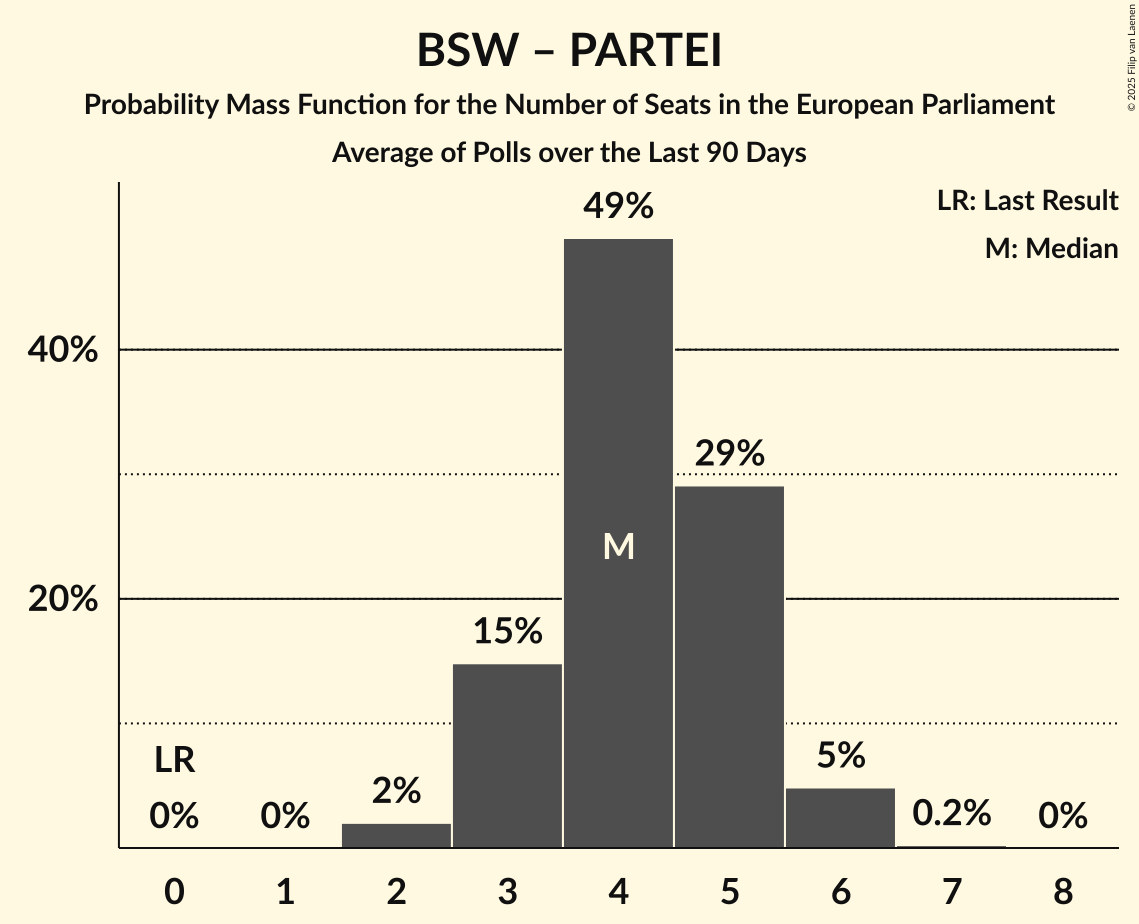 BSW – PARTEI
Probability Mass Function for the Number of Seats in the European Parliament
Average of Polls over the Last 90 Days
© 2025 Filip van Laenen
LR: Last Result
M: Median
40%
20%
LR
0%
0%
2%
15%
49%
M
29%
5%
0.2%
0%
0
1
2
3
4
5
6
7
8